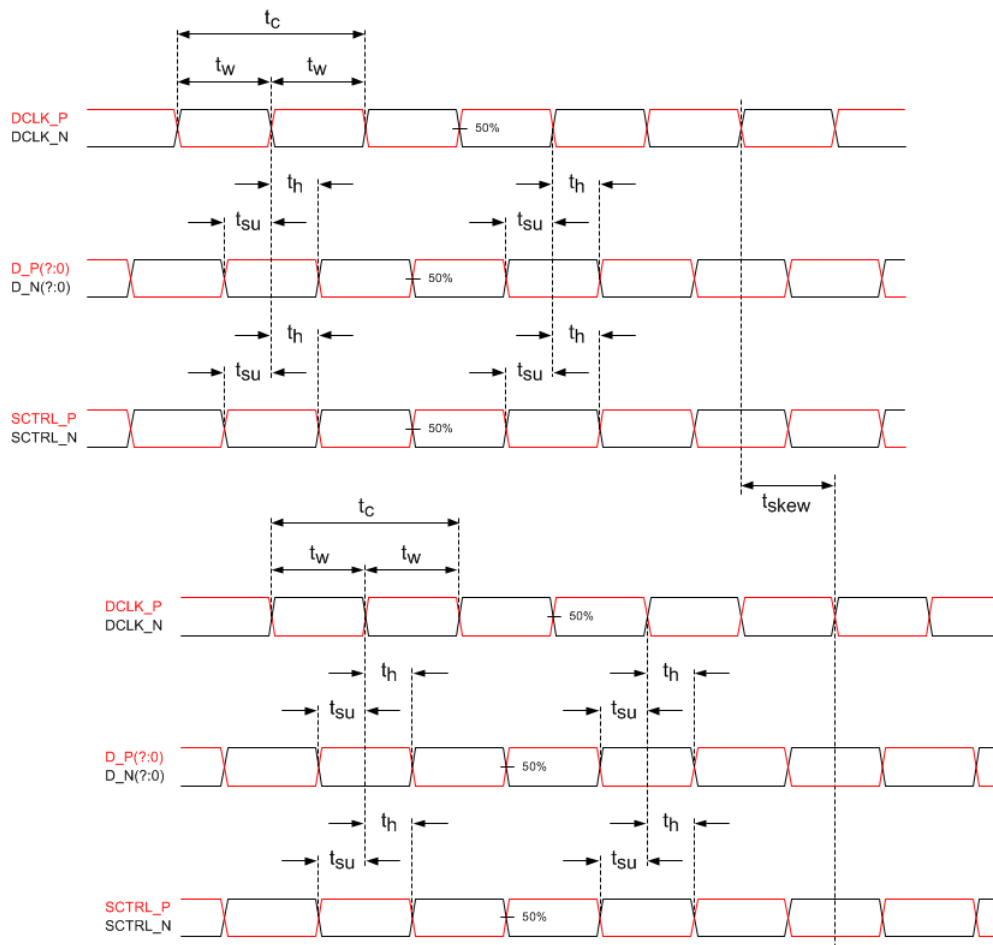 tc
tw tw
DCLK_P
DCLK_N
50%
th th
tsu tsu
D_P(?:0)
D_N(?:0)
50%
th th
tsu tsu
SCTRL_P
SCTRL_N
50%
tskew
tc
tw tw
DCLK_P
DCLK_N
50%
th th
tsu tsu
D_P(?:0)
D_N(?:0)
50%
th th
tsu tsu
SCTRL_P
SCTRL_N
50%